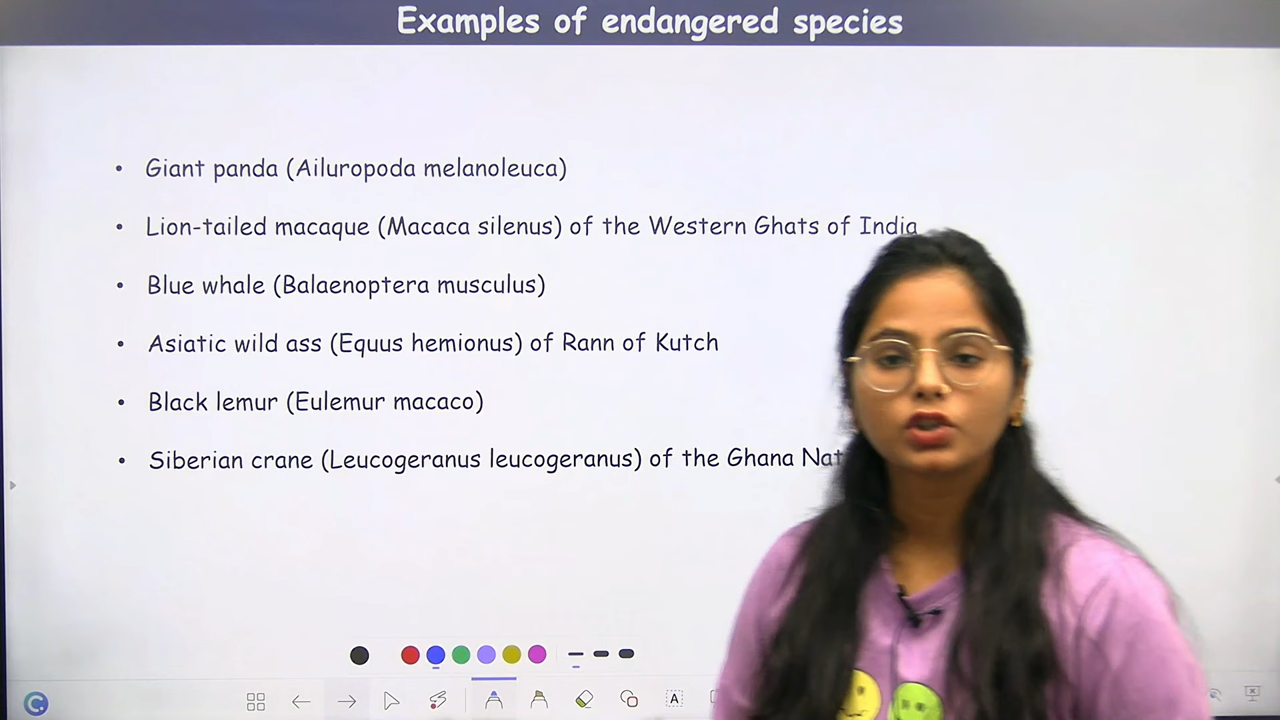 Examples of endangered species
• Giant panda (Ailuropoda melanoleuca)
• Lion-tailed macaque (Macaca silenus) of the Western Ghats of India
• Blue whale (Balaenoptera musculus)
• Asiatic wild ass (Equus hemionus) of Rann of Kutch
• Black lemur (Eulemur macaco)
• Siberian crane (Leucogeranus leucogeranus) of the Ghana
A